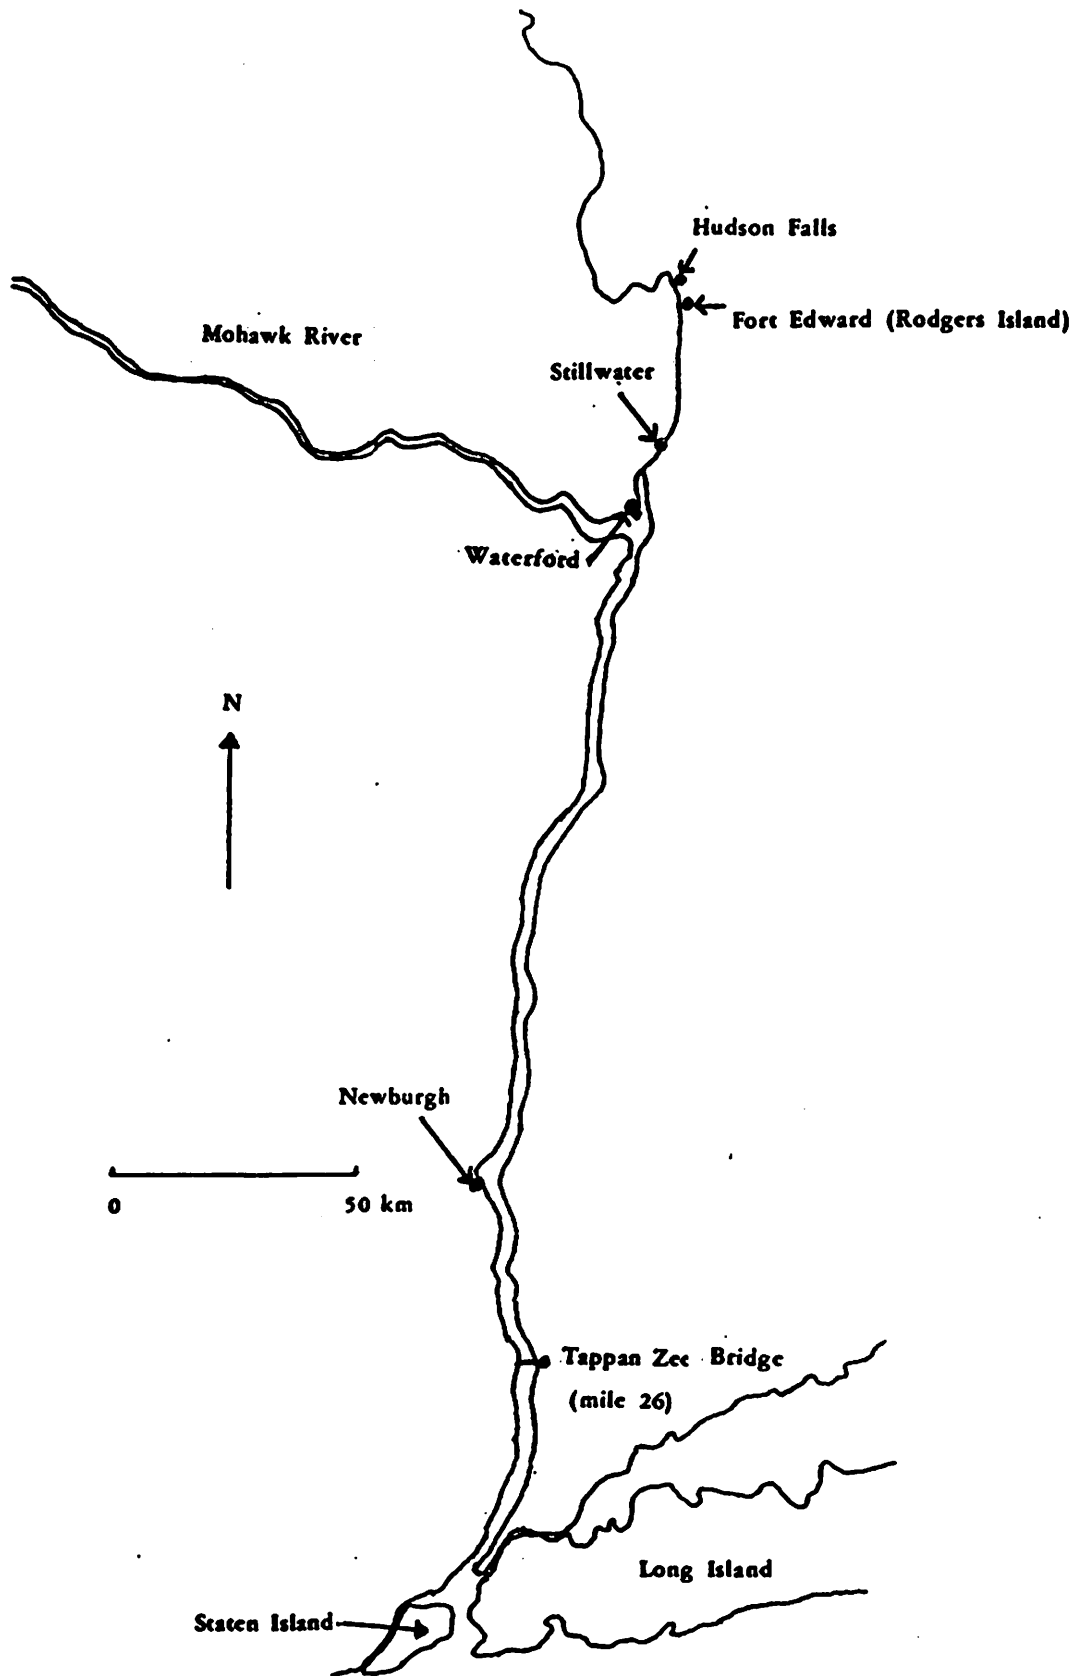 Hudson Falls
Fort Edward (Rodgers Island)
Mohawk River
Stillwater
Waterford
N
Newburgh
0 50 km
Tappan Zee Bridge
(mile 26)
Long Island
Staten Island